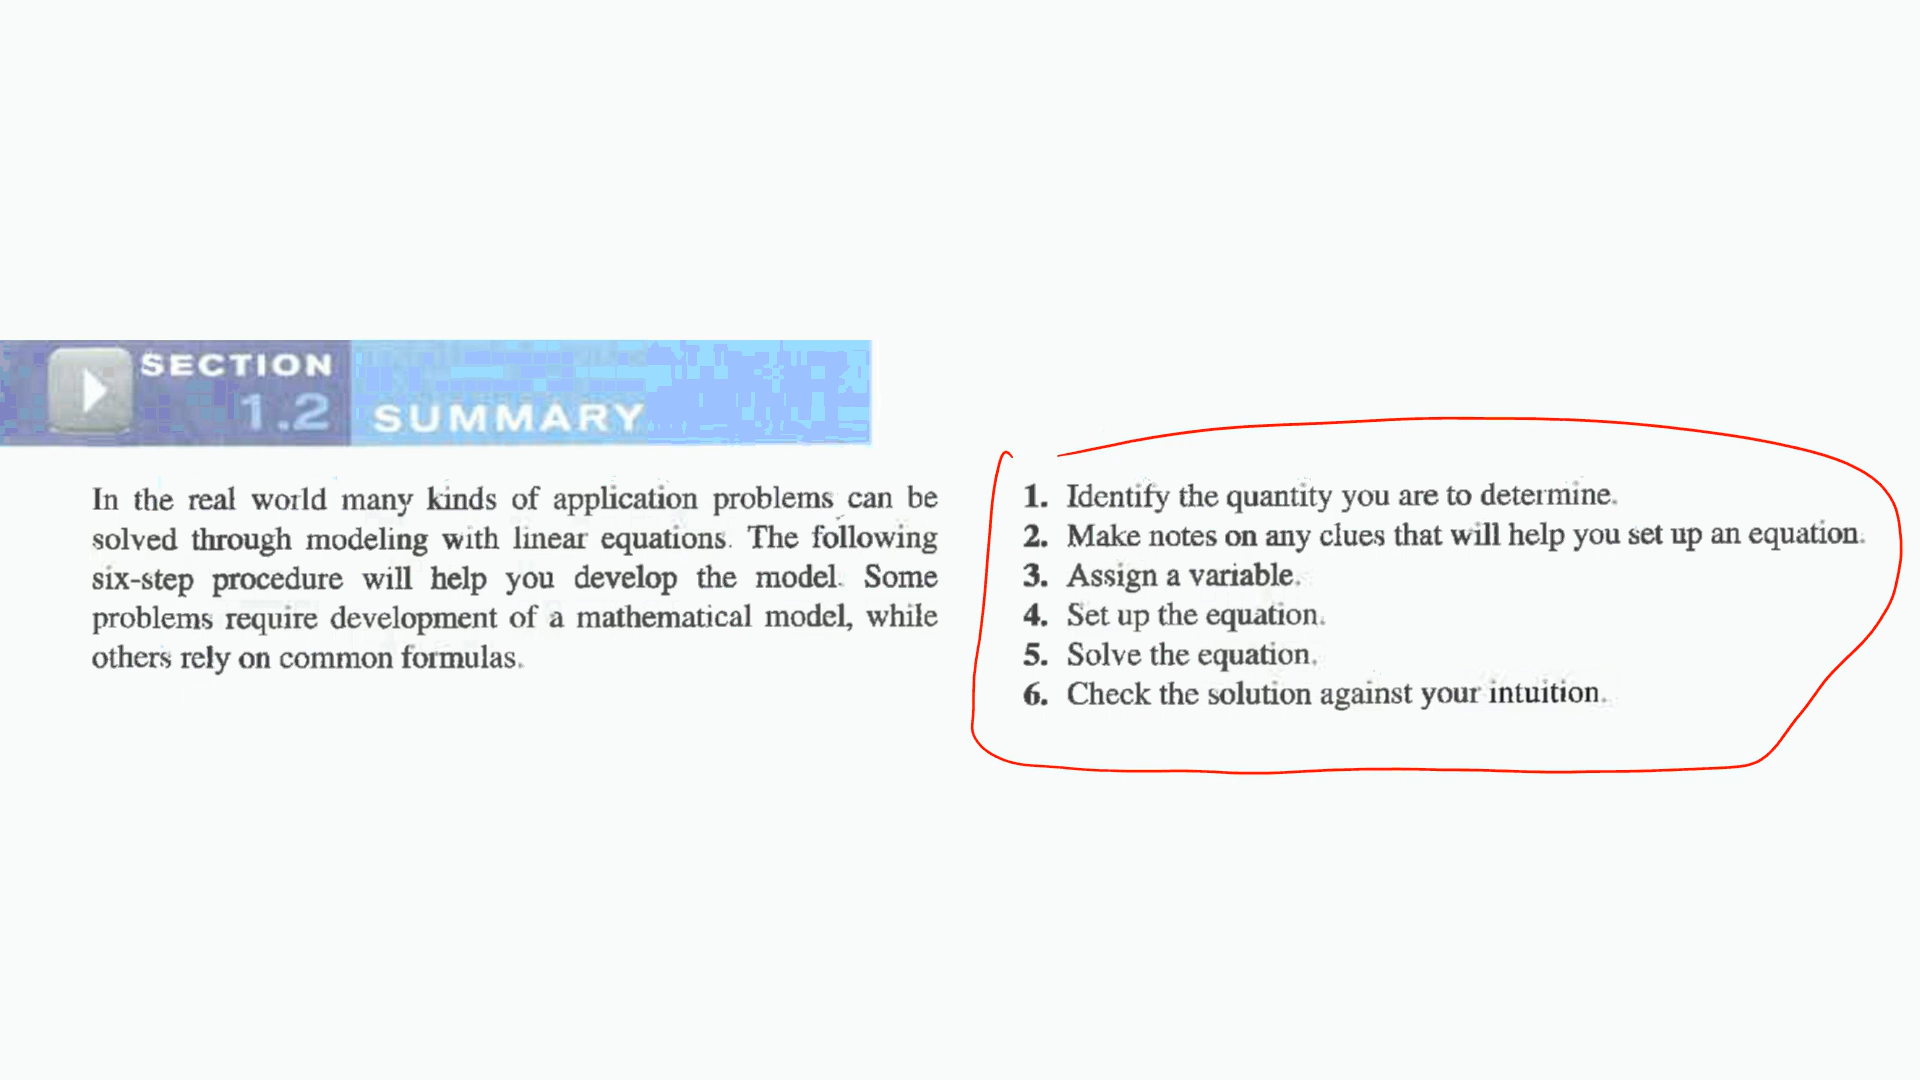 SECTION
1.2 SUMMARY
In the real world many kinds of application problems can be
solved through modeling with linear equations. The following
six-step procedure will help you develop the model. Some
problems require development of a mathematical model, while
others rely on common formulas.
1. Identify the quantity you are to determine.
2. Make notes on any clues that will help you set up an equation.
3. Assign a variable.
4. Set up the equation.
5. Solve the equation.
6. Check the solution against your intuition.